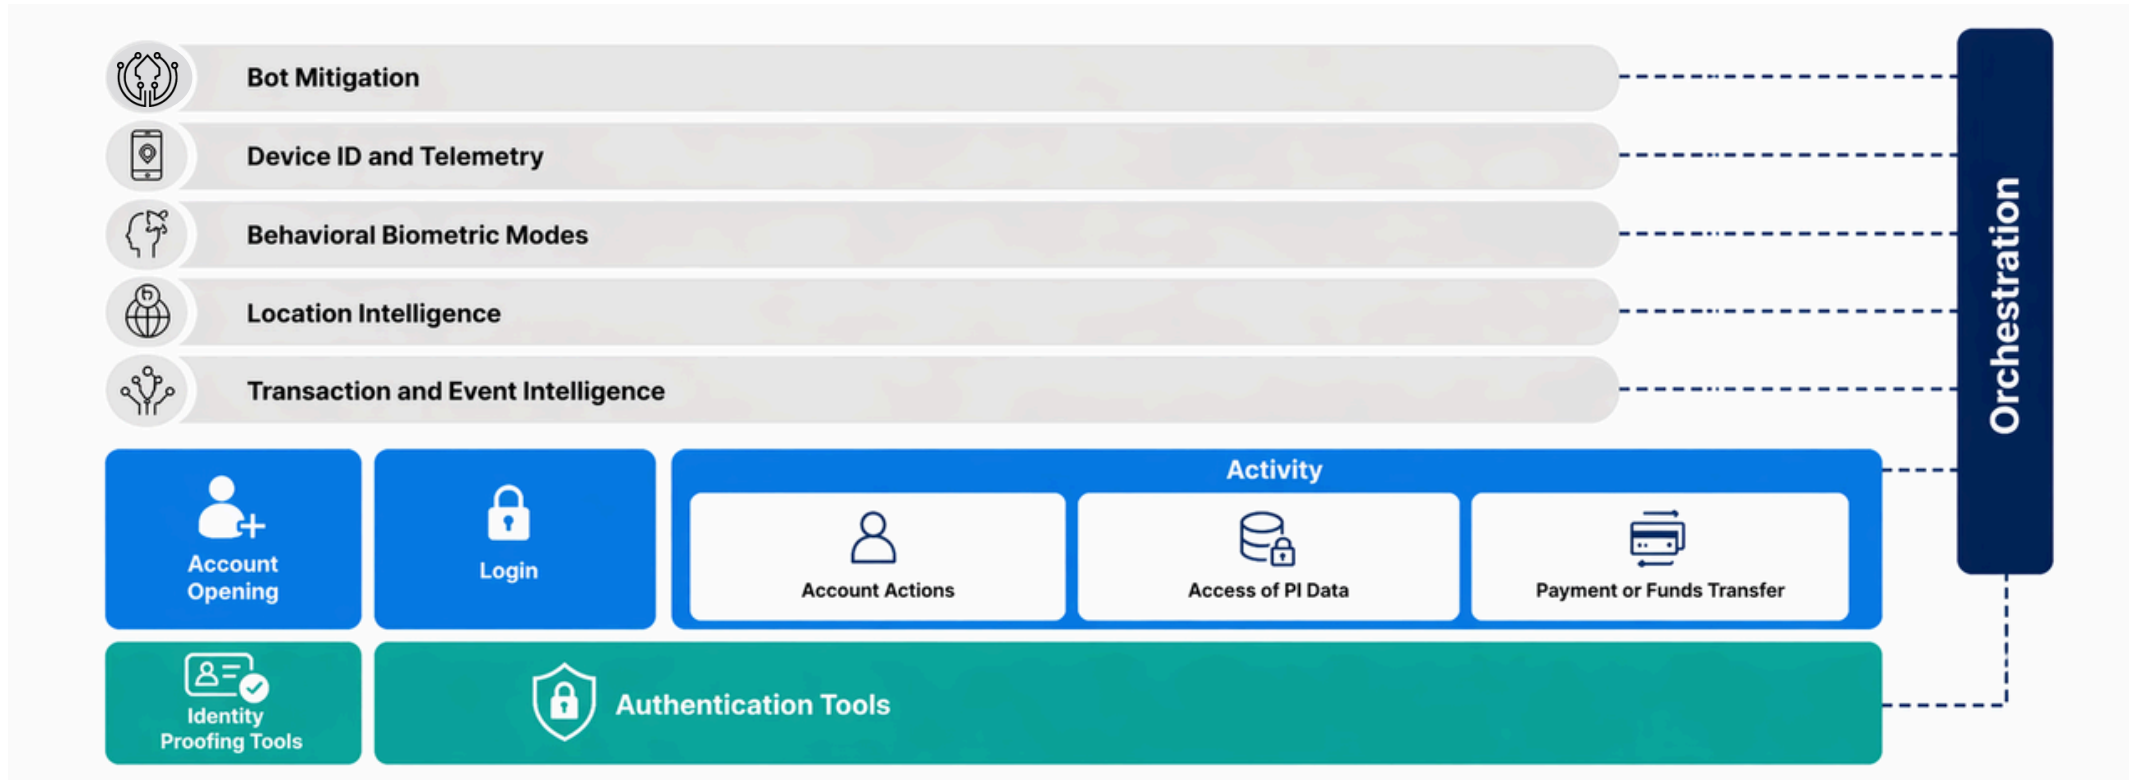 Bot Mitigation
Device ID and Telemetry
Behavioral Biometric Modes
Location Intelligence
Transaction and Event Intelligence
Orchestration
Account
Opening
Login
Activity
Account Actions
Access of PI Data
Payment or Funds Transfer
Identity
Proofing Tools
Authentication Tools